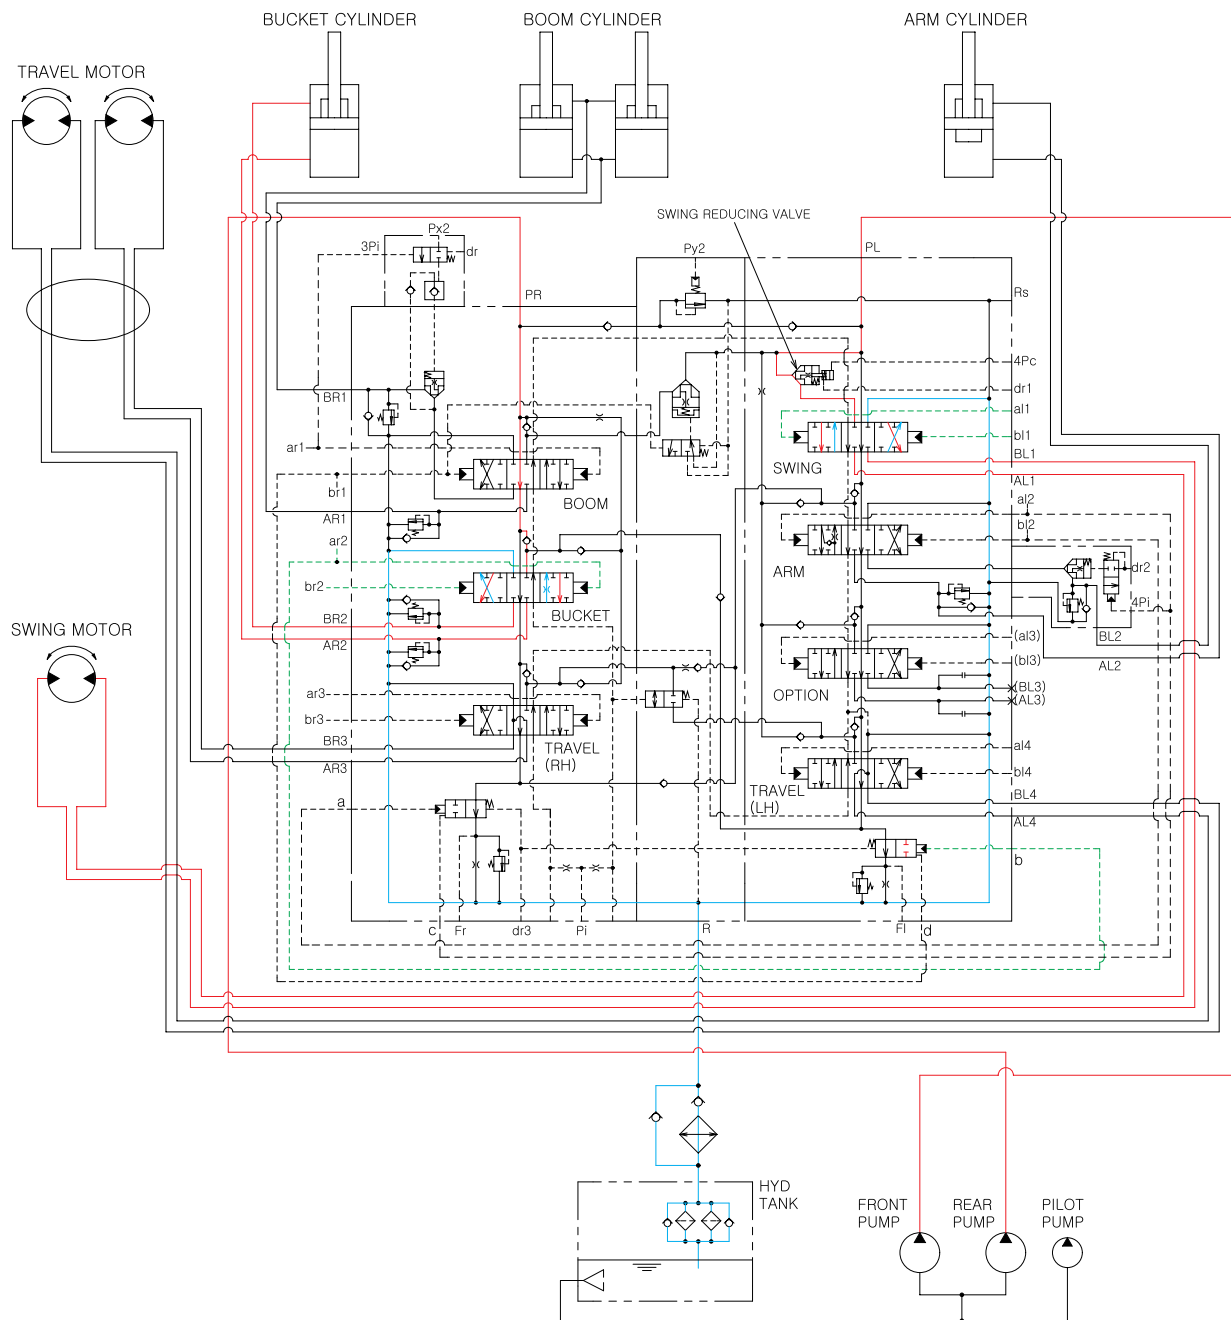 BUCKET CYLINDER
BOOM CYLINDER
ARM CYLINDER
TRAVEL MOTOR
SWING REDUCING VALVE
Px2
3Pi
dr
Py2
PL
PR
Rs
4Pc
dr1
BR1
al1
bl1
ar1
BL1
SWING
AL1
br1
BOOM
al2
AR1
bl2
ar2
ARM
dr2
br2
4Pi
BR2
BUCKET
BL2
AR2
(al3)
AL2
SWING MOTOR
(bl3)
ar3
OPTION
(BL3)
(AL3)
br3
BR3
TRAVEL
(RH)
al4
AR3
bl4
a
TRAVEL
(LH)
BL4
AL4
b
c
Fr
dr3
Pi
R
Fl
d
HYD
TANK
FRONT
PUMP
REAR
PUMP
PILOT
PUMP